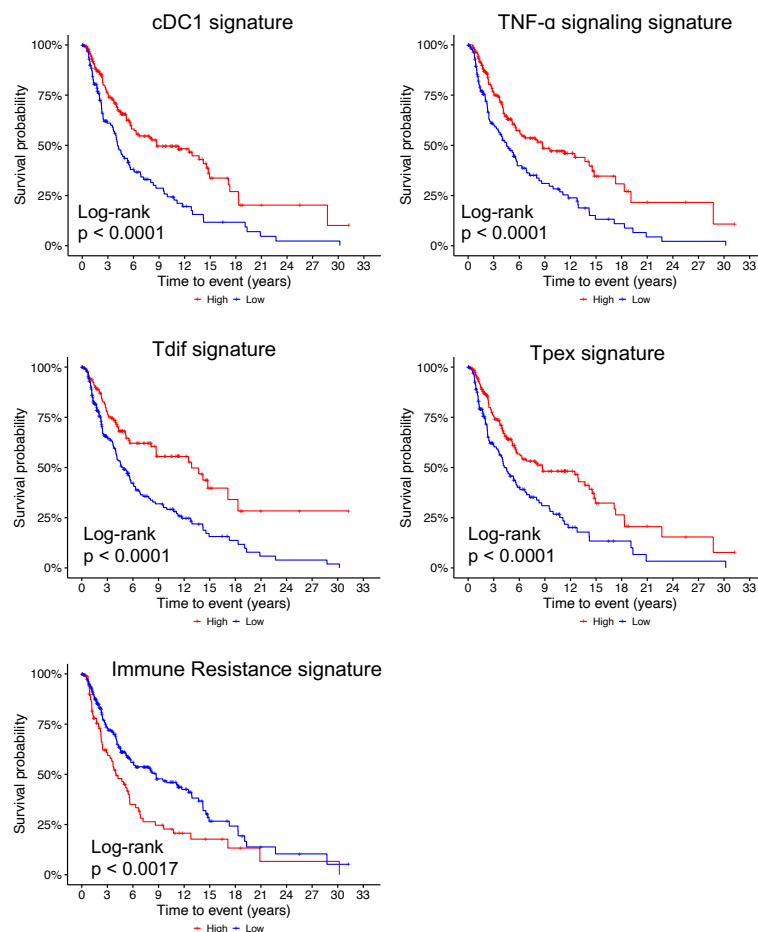 cDC1 signature
Survival probability
100%
75%
50%
25%
0%
Log-rank
p < 0.0001
0 3 6 9 12 15 18 21 24 27 30 33
Time to event (years)
High Low
TNF-α signaling signature
Survival probability
100%
75%
50%
25%
0%
Log-rank
p < 0.0001
0 3 6 9 12 15 18 21 24 27 30 33
Time to event (years)
High Low
Tdif signature
Survival probability
100%
75%
50%
25%
0%
Log-rank
p < 0.0001
0 3 6 9 12 15 18 21 24 27 30 33
Time to event (years)
High Low
Tpex signature
Survival probability
100%
75%
50%
25%
0%
Log-rank
p < 0.0001
0 3 6 9 12 15 18 21 24 27 30 33
Time to event (years)
High Low
Immune Resistance signature
Survival probability
100%
75%
50%
25%
0%
Log-rank
p < 0.0017
0 3 6 9 12 15 18 21 24 27 30 33
Time to event (years)
High Low